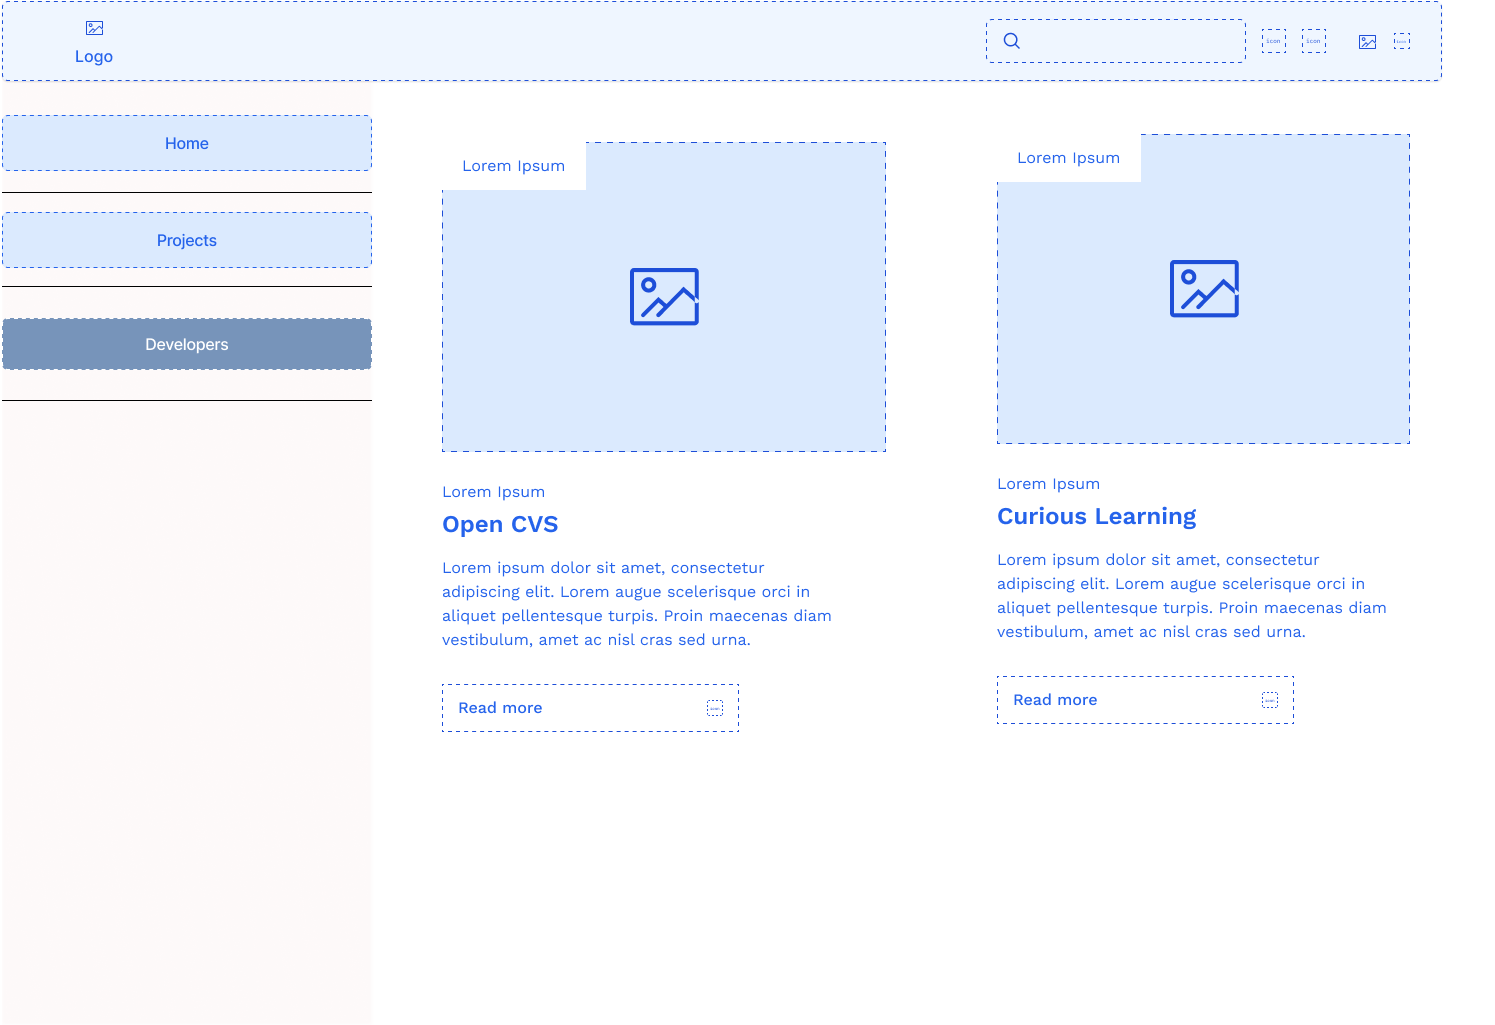 Logo
icon
icon
Home
Projects
Developers
Lorem Ipsum
Lorem Ipsum
Open CVS
Lorem ipsum dolor sit amet, consectetur
adipiscing elit. Lorem augue scelerisque orci in
aliquet pellentesque turpis. Proin maecenas diam
vestibulum, amet ac nisl cras sed urna.
Read more
Lorem Ipsum
Lorem Ipsum
Curious Learning
Lorem ipsum dolor sit amet, consectetur
adipiscing elit. Lorem augue scelerisque orci in
aliquet pellentesque turpis. Proin maecenas diam
vestibulum, amet ac nisl cras sed urna.
Read more